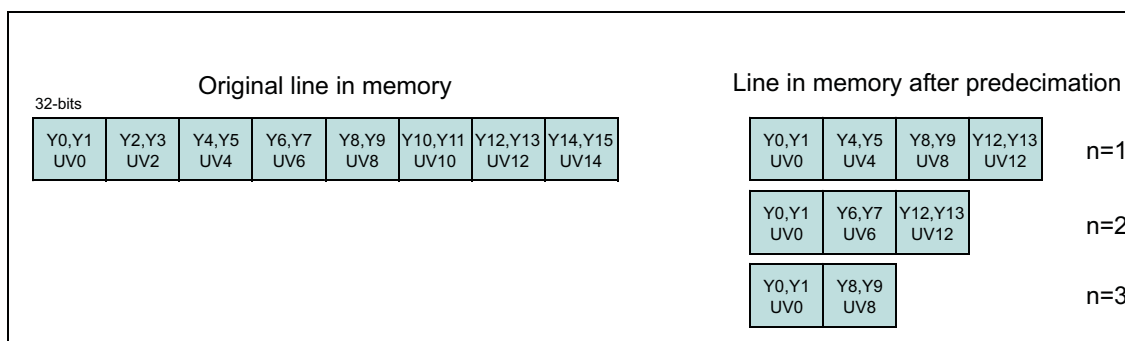 Original line in memory
32-bits
Y0,Y1 Y2,Y3 Y4,Y5 Y6,Y7 Y8,Y9 Y10,Y11 Y12,Y13 Y14,Y15
UV0 UV2 UV4 UV6 UV8 UV10 UV12 UV14
Line in memory after predecimation
Y0,Y1 Y4,Y5 Y8,Y9 Y12,Y13
UV0 UV4 UV8 UV12
n=1
Y0,Y1 Y6,Y7 Y12,Y13
UV0 UV6 UV12
n=2
Y0,Y1 Y8,Y9
UV0 UV8
n=3